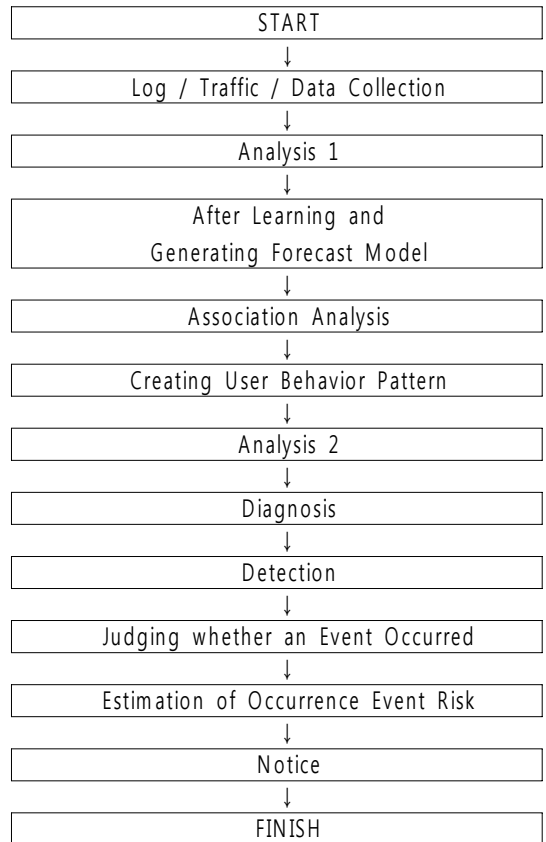 START
↓
Log / Traffic / Data Collection
↓
Analysis 1
↓
After Learning and
Generating Forecast Model
↓
Association Analysis
↓
Creating User Behavior Pattern
↓
Analysis 2
↓
Diagnosis
↓
Detection
↓
Judging whether an Event Occurred
↓
Estimation of Occurrence Event Risk
↓
Notice
↓
FINISH